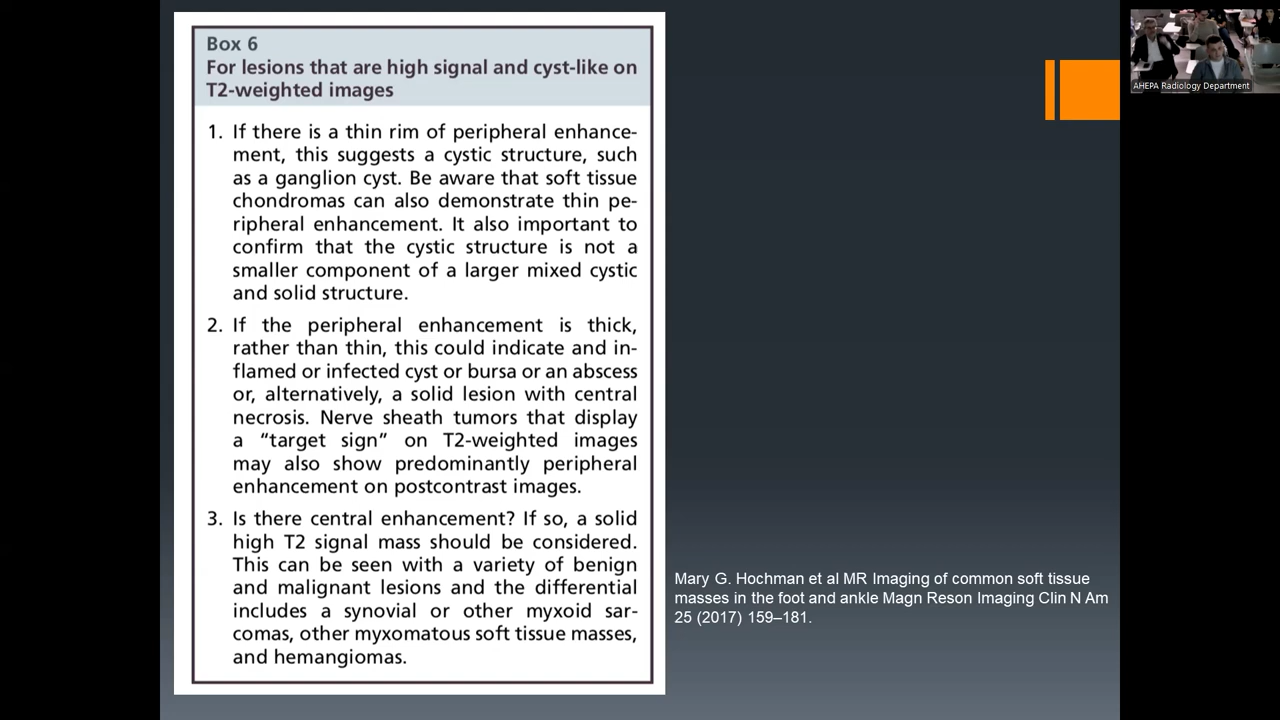 Box 6
For lesions that are high signal and cyst-like on
T2-weighted images
1. If there is a thin rim of peripheral enhance-
ment, this suggests a cystic structure, such
as a ganglion cyst. Be aware that soft tissue
chondromas can also demonstrate thin pe-
ripheral enhancement. It also important to
confirm that the cystic structure is not a
smaller component of a larger mixed cystic
and solid structure.
2. If the peripheral enhancement is thick,
rather than thin, this could indicate and in-
flamed or infected cyst or bursa or an abscess
or, alternatively, a solid lesion with central
necrosis. Nerve sheath tumors that display
a “target sign” on T2-weighted images
may also show predominantly peripheral
enhancement on postcontrast images.
3. Is there central enhancement? If so, a solid
high T2 signal mass should be considered.
This can be seen with a variety of benign
and malignant lesions and the differential
includes a synovial or other myxoid sar-
comas, other myxomatous soft tissue masses,
and hemangiomas.
Mary G. Hochman et al MR Imaging of common soft tissue
masses in the foot and ankle Magn Reson Imaging Clin N Am
25 (2017) 159–181.
AHEPA Radiology Department